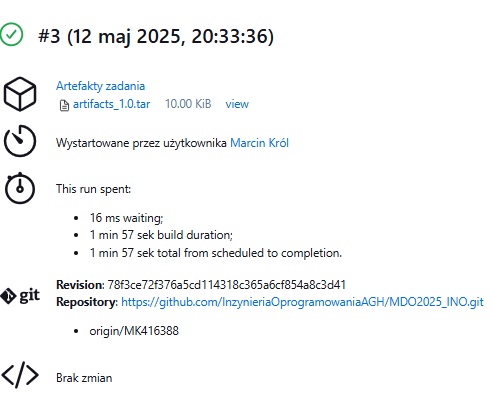 #3 (12 maj 2025, 20:33:36)
Artefakty zadania
artifacts_1.0.tar 10.00 KiB view
Wystartowane przez użytkownika Marcin Król
This run spent:
• 16 ms waiting;
• 1 min 57 sek build duration;
• 1 min 57 sek total from scheduled to completion.
git Revision: 78f3ce72f376a5cd114318c365a6cf854a8c3d41
Repository: https://github.com/InzynieriaOprogramowaniaAGH/MDO2025_INO.git
• origin/MK416388
</> Brak zmian